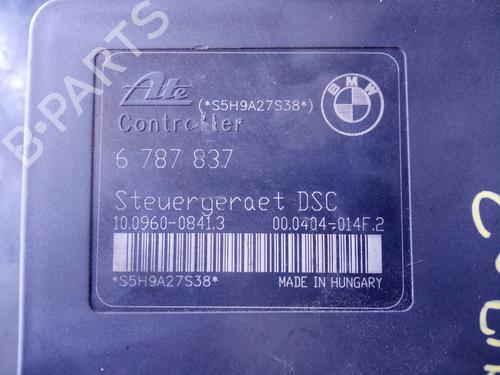 B-PARTS
Ate (*S5H9A27S38*)
BMW
Controller
6 787 837
Steuergeraet DSC
10.0960-0841.3 00.0404-014F.2
*S5H9A27S38*
MADE IN HUNGARY